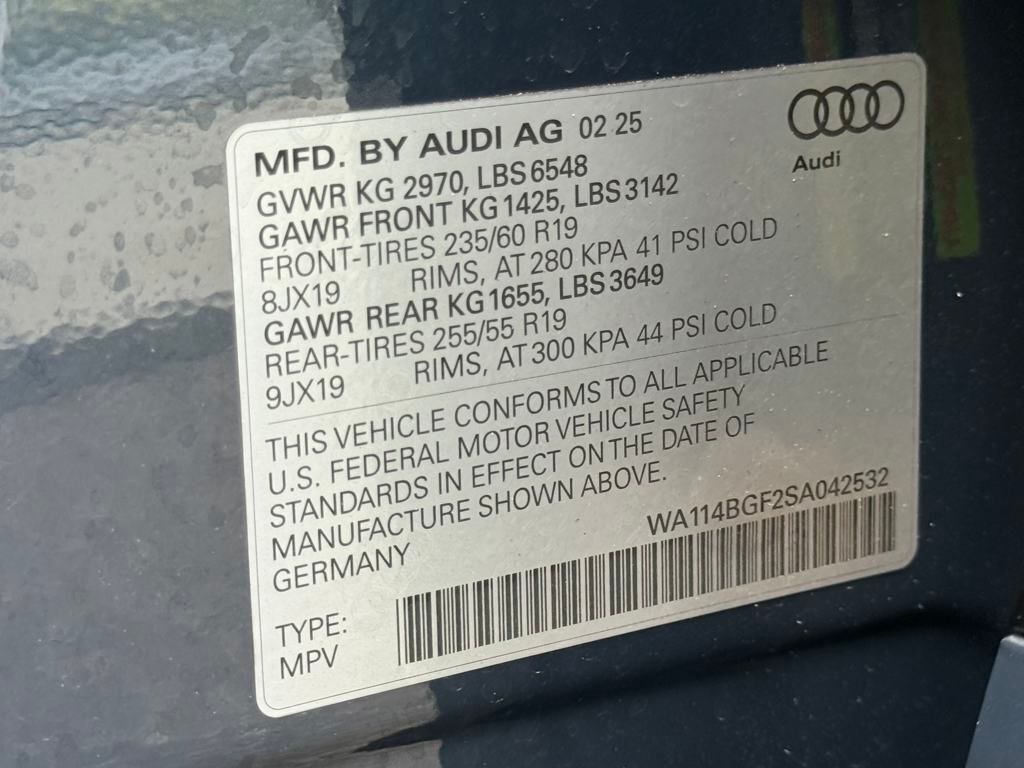 MFD. BY AUDI AG 02 25
Audi
GVWR KG 2970, LBS 6548
GAWR FRONT KG 1425, LBS 3142
FRONT-TIRES 235/60 R19
8JX19 RIMS, AT 280 KPA 41 PSI COLD
GAWR REAR KG 1655, LBS 3649
REAR-TIRES 255/55 R19
9JX19 RIMS, AT 300 KPA 44 PSI COLD
THIS VEHICLE CONFORMS TO ALL APPLICABLE
U.S. FEDERAL MOTOR VEHICLE SAFETY
STANDARDS IN EFFECT ON THE DATE OF
MANUFACTURE SHOWN ABOVE.
GERMANY
WA114BGF2SA042532
TYPE:
MPV